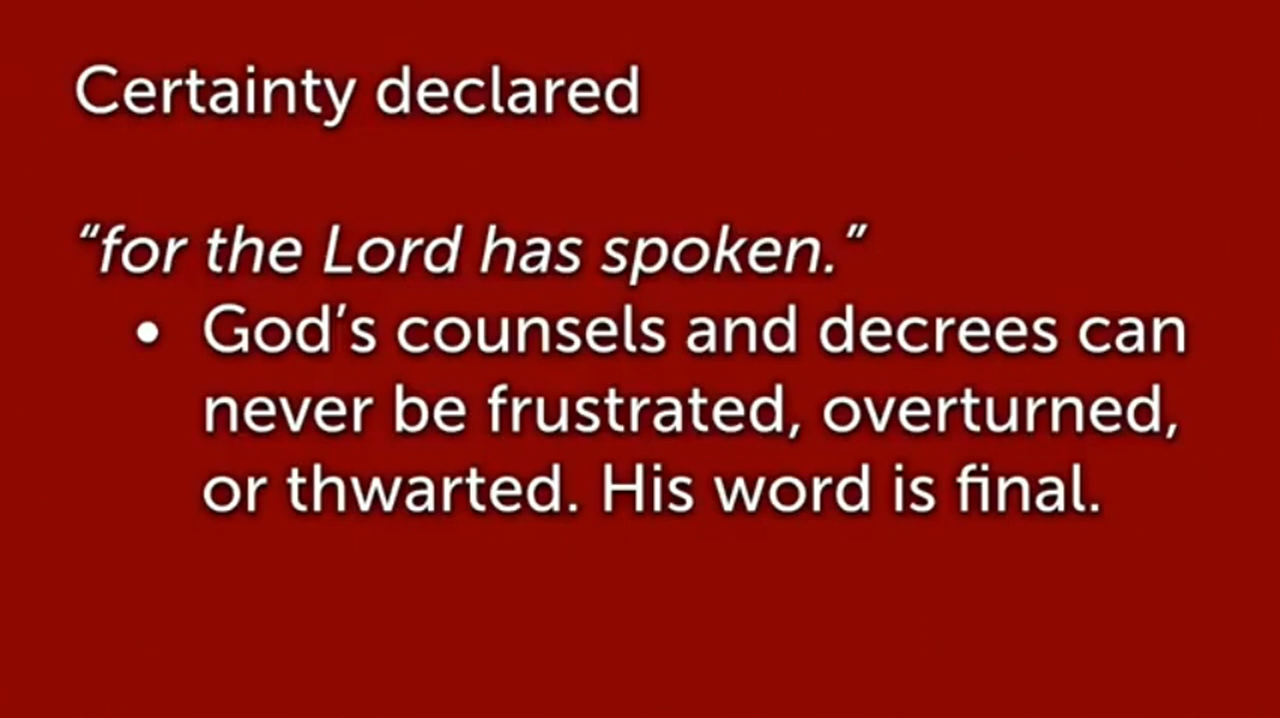 Certainty declared
“for the Lord has spoken.”
• God’s counsels and decrees can
never be frustrated, overturned,
or thwarted. His word is final.